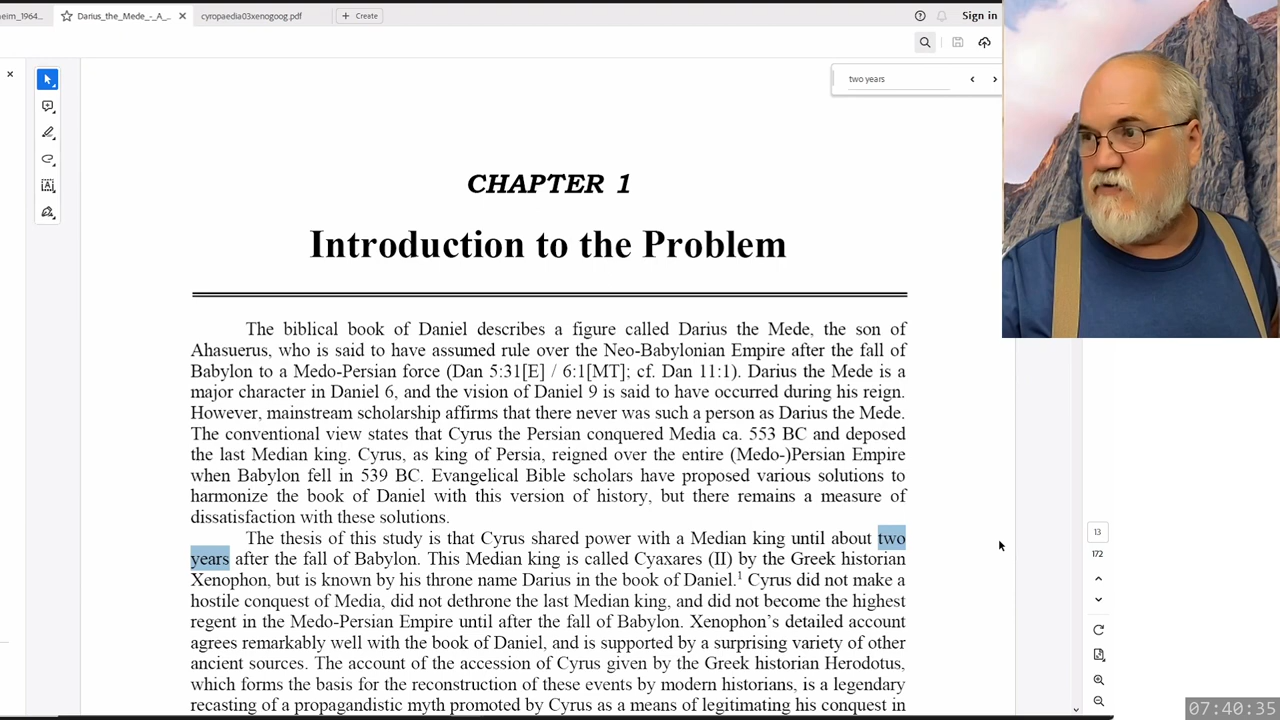 eim_1964...
Darius_the_Mede_-_A_...
cyropaedia03xenogoog.pdf
Create
Sign in
two years
CHAPTER 1
Introduction to the Problem
The biblical book of Daniel describes a figure called Darius the Mede, the son of
Ahasuerus, who is said to have assumed rule over the Neo-Babylonian Empire after the fall of
Babylon to a Medo-Persian force (Dan 5:31[E] / 6:1[MT]; cf. Dan 11:1). Darius the Mede is a
major character in Daniel 6, and the vision of Daniel 9 is said to have occurred during his reign.
However, mainstream scholarship affirms that there never was such a person as Darius the Mede.
The conventional view states that Cyrus the Persian conquered Media ca. 553 BC and deposed
the last Median king. Cyrus, as king of Persia, reigned over the entire (Medo-)Persian Empire
when Babylon fell in 539 BC. Evangelical Bible scholars have proposed various solutions to
harmonize the book of Daniel with this version of history, but there remains a measure of
dissatisfaction with these solutions.
The thesis of this study is that Cyrus shared power with a Median king until about two
years after the fall of Babylon. This Median king is called Cyaxares (II) by the Greek historian
Xenophon, but is known by his throne name Darius in the book of Daniel.1 Cyrus did not make a
hostile conquest of Media, did not dethrone the last Median king, and did not become the highest
regent in the Medo-Persian Empire until after the fall of Babylon. Xenophon's detailed account
agrees remarkably well with the book of Daniel, and is supported by a surprising variety of other
ancient sources. The account of the accession of Cyrus given by the Greek historian Herodotus,
which forms the basis for the reconstruction of these events by modern historians, is a legendary
recasting of a propagandistic myth promoted by Cyrus as a means of legitimating his conquest in
13
172
07:40:35